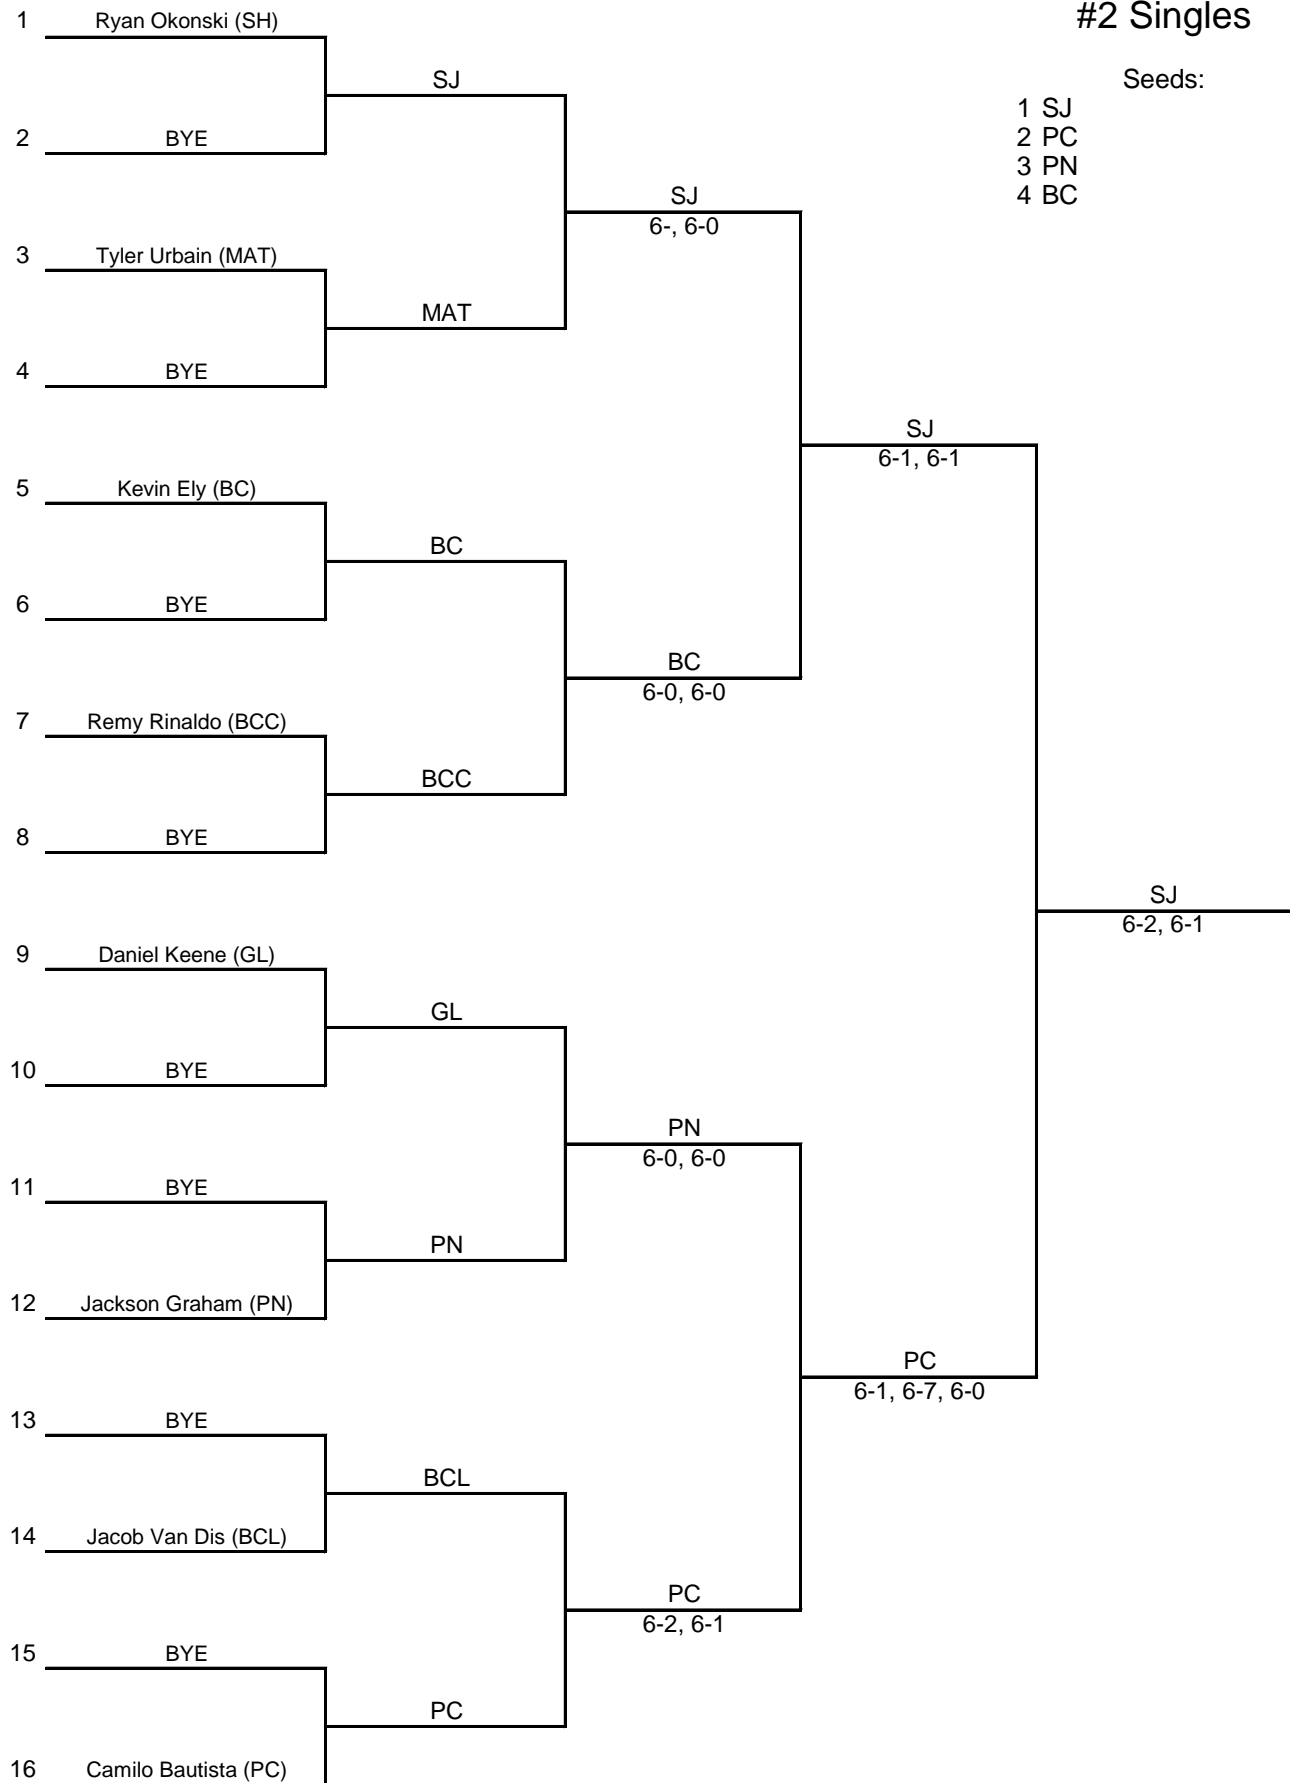 #2 Singles
1 Ryan Okonski (SH)
Seeds:
SJ
1 SJ
2 BYE
2 PC
3 PN
4 BC
SJ
6-, 6-0
3 Tyler Urbain (MAT)
MAT
4 BYE
SJ
6-1, 6-1
5 Kevin Ely (BC)
BC
6 BYE
BC
6-0, 6-0
7 Remy Rinaldo (BCC)
BCC
8 BYE
SJ
6-2, 6-1
9 Daniel Keene (GL)
GL
10 BYE
PN
6-0, 6-0
11 BYE
PN
12 Jackson Graham (PN)
PC
6-1, 6-7, 6-0
13 BYE
BCL
14 Jacob Van Dis (BCL)
PC
6-2, 6-1
15 BYE
PC
16 Camilo Bautista (PC)